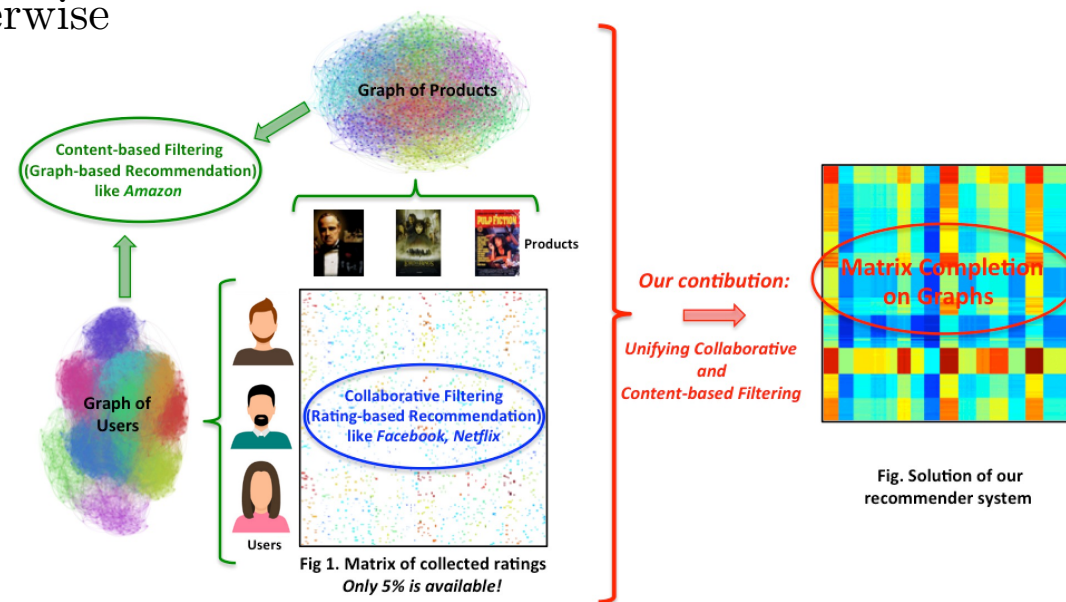 erwise
Graph of Products
Content-based Filtering
(Graph-based Recommendation)
like Amazon
PULP FICTION
Products
Our contibution:
Matrix Completion
on Graphs
Unifying Collaborative
and
Content-based Filtering
Graph of
Users
Collaborative Filtering
(Rating-based Recommendation)
like Facebook, Netflix
Fig. Solution of our
recommender system
Users
Fig 1. Matrix of collected ratings
Only 5% is available!